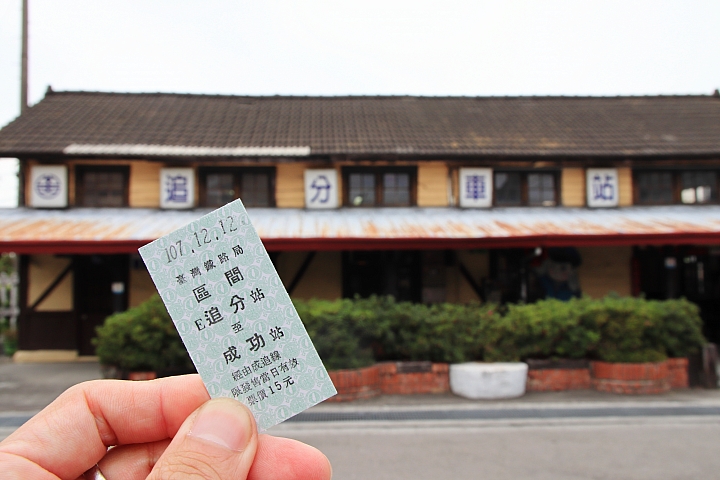 追分車站
107.12.12
臺灣鐵路局
區間
E追分站
至
成功站
經由成追線
限發售當日有效
票價15元